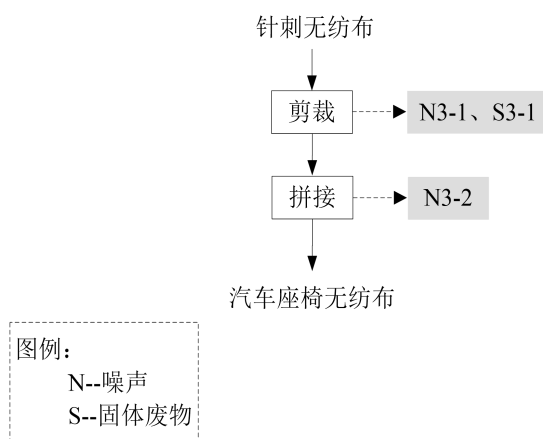 针刺无纺布
剪裁
N3-1、S3-1
拼接
N3-2
汽车座椅无纺布
图例：
N--噪声
S--固体废物